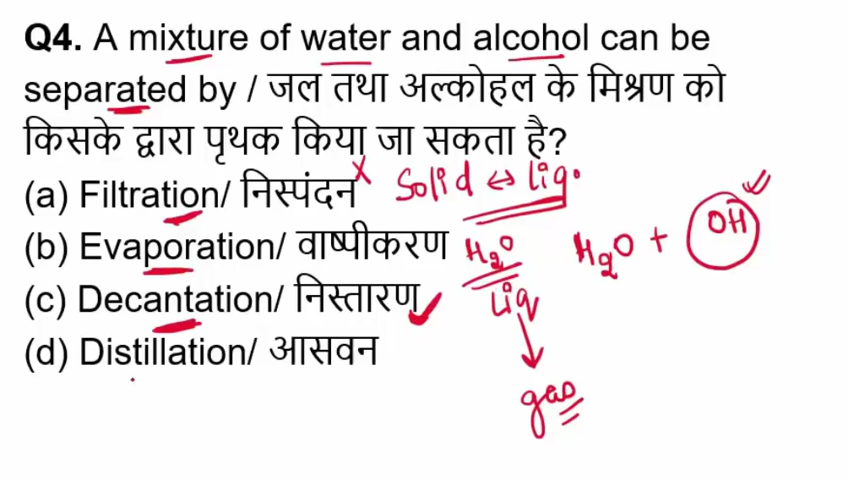 Q4. A mixture of water and alcohol can be
separated by / जल तथा अल्कोहल के मिश्रण को
किसके द्वारा पृथक किया जा सकता है?
(a) Filtration/ निस्पंदन x Solid ↔ Liq.
(b) Evaporation/ वाष्पीकरण H2O H2O + OH
(c) Decantation/ निस्तारण Liq
(d) Distillation/ आसवन
gas